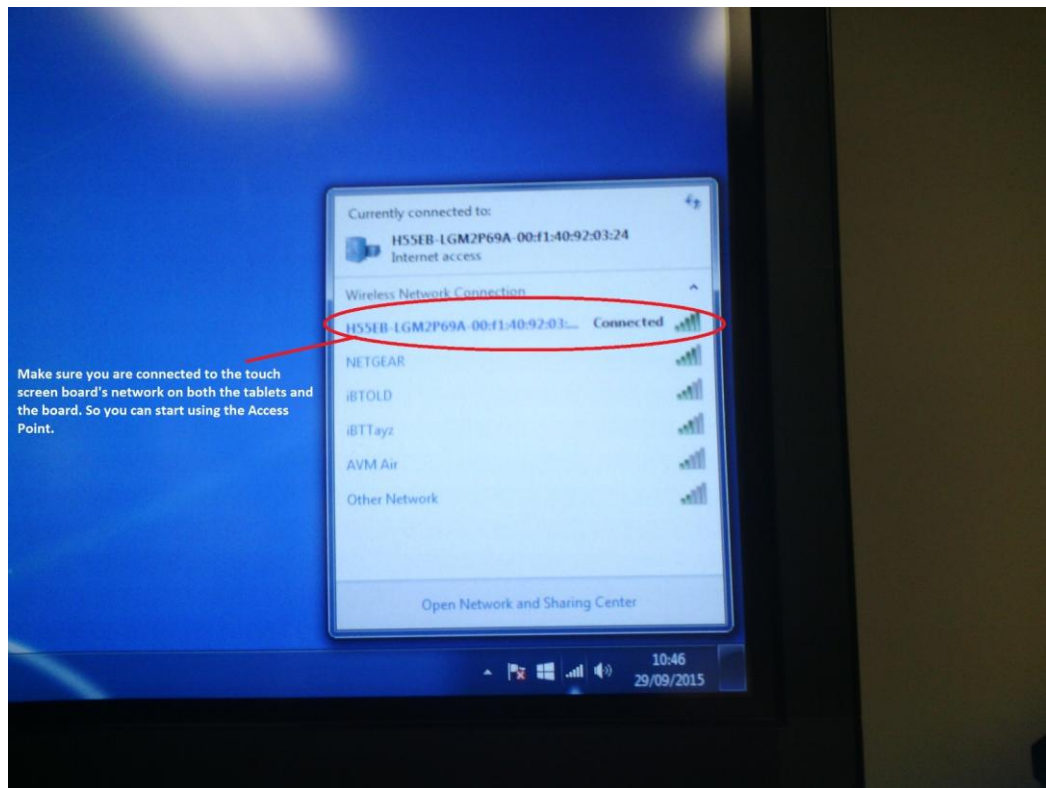 Currently connected to:
H55EB-LGM2P69A-00:f1:40:92:03:24
Internet access
Wireless Network Connection
H55EB-LGM2P69A-00:f1:40:92:03:... Connected
NETGEAR
Make sure you are connected to the touch
screen board's network on both the tablets and
the board. So you can start using the Access
Point.
iBTOLD
iBTTayz
AVM Air
Other Network
Open Network and Sharing Center
10:46
29/09/2015